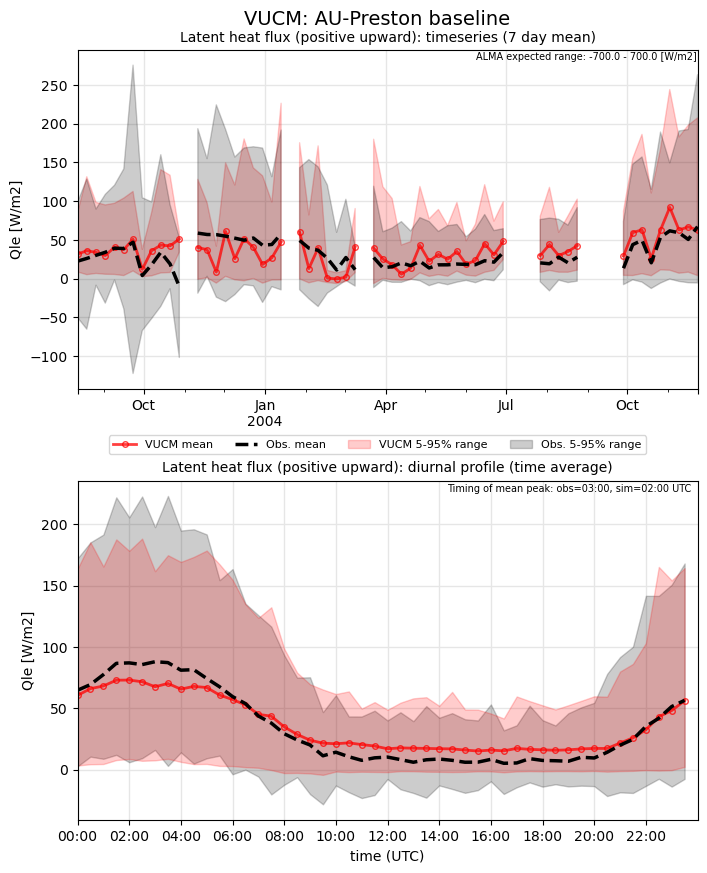 VUCM: AU-Preston baseline
Latent heat flux (positive upward): timeseries (7 day mean)
ALMA expected range: -700.0 - 700.0 [W/m2]
Qle [W/m2]
250
200
150
100
50
0
−50
−100
Oct
Jan
2004
Apr
Jul
Oct
VUCM mean
Obs. mean
VUCM 5-95% range
Obs. 5-95% range
Latent heat flux (positive upward): diurnal profile (time average)
Timing of mean peak: obs=03:00, sim=02:00 UTC
Qle [W/m2]
200
150
100
50
0
00:00
02:00
04:00
06:00
08:00
10:00
12:00
14:00
16:00
18:00
20:00
22:00
time (UTC)